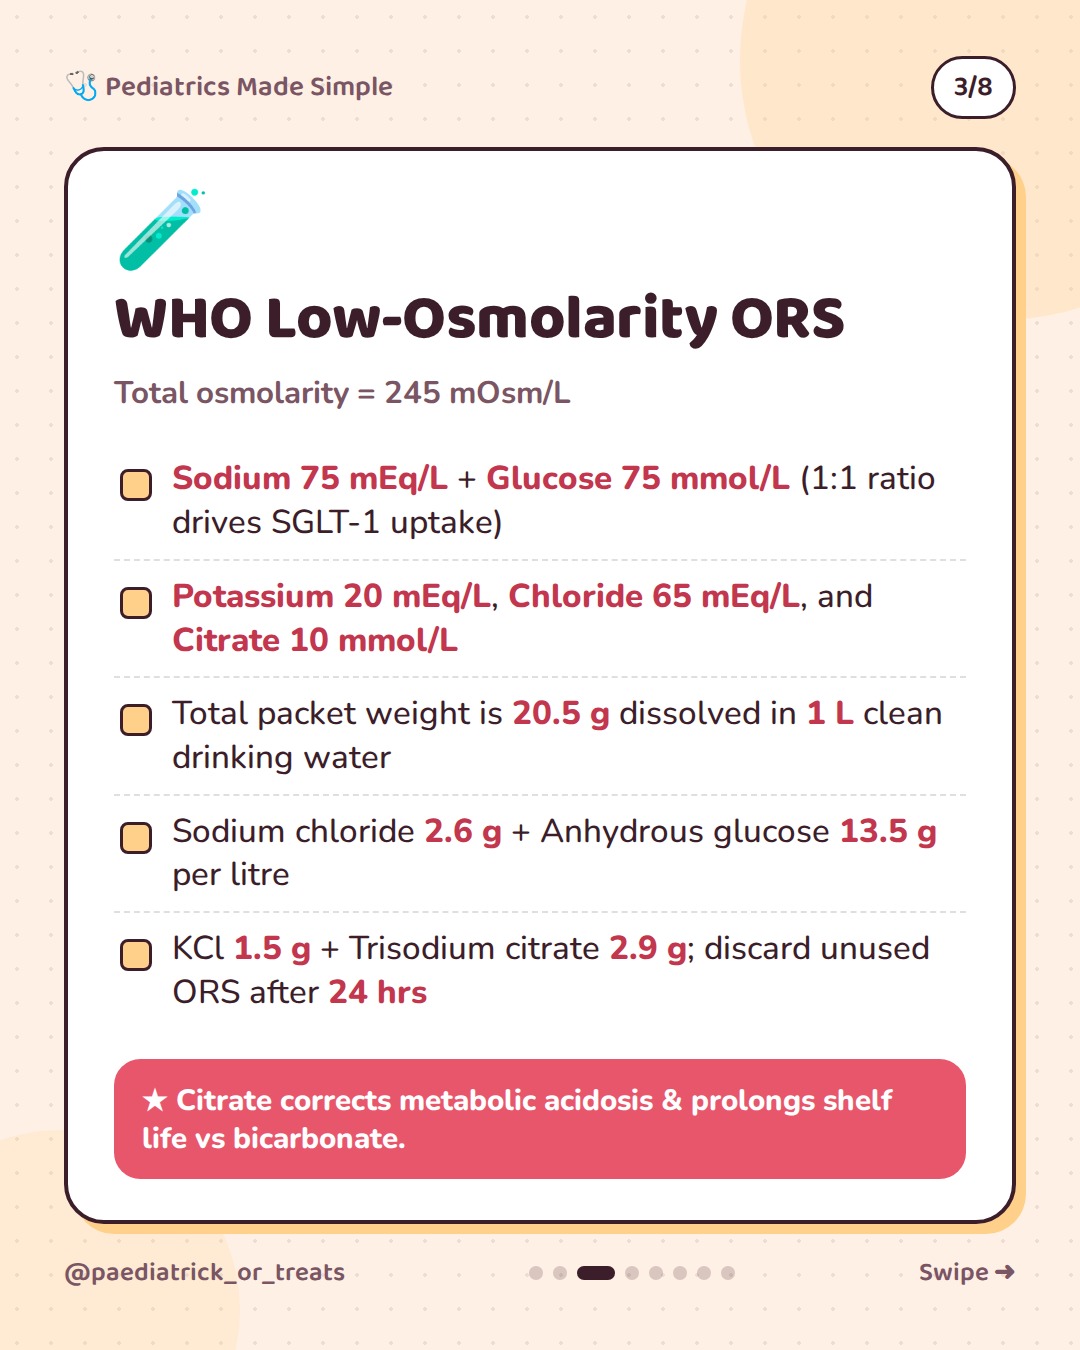 🩺 Pediatrics Made Simple
3/8
WHO Low-Osmolarity ORS
Total osmolarity = 245 mOsm/L
Sodium 75 mEq/L + Glucose 75 mmol/L (1:1 ratio
drives SGLT-1 uptake)
Potassium 20 mEq/L, Chloride 65 mEq/L, and
Citrate 10 mmol/L
Total packet weight is 20.5 g dissolved in 1 L clean
drinking water
Sodium chloride 2.6 g + Anhydrous glucose 13.5 g
per litre
KCl 1.5 g + Trisodium citrate 2.9 g; discard unused
ORS after 24 hrs
★ Citrate corrects metabolic acidosis & prolongs shelf
life vs bicarbonate.
@paediatrick_or_treats
Swipe ➜